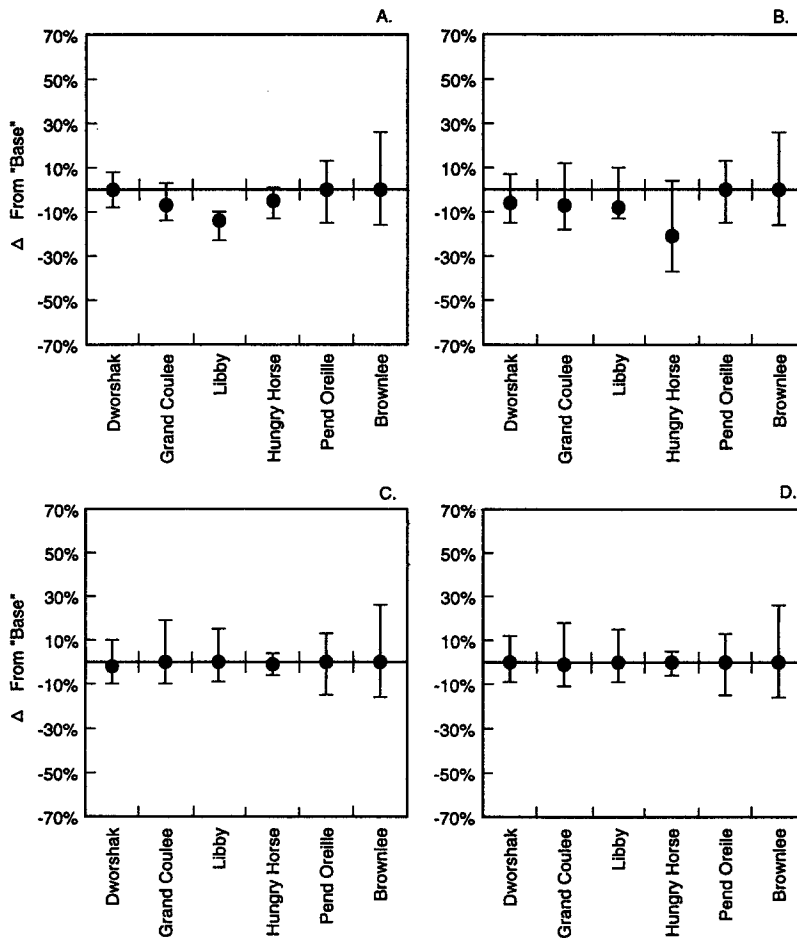 A.
70%
50%
30%
10%
-10%
-30%
-50%
-70%
Δ From "Base"
Dworshak
Grand Coulee
Libby
Hungry Horse
Pend Oreille
Brownlee
B.
70%
50%
30%
10%
-10%
-30%
-50%
-70%
Dworshak
Grand Coulee
Libby
Hungry Horse
Pend Oreille
Brownlee
C.
70%
50%
30%
10%
-10%
-30%
-50%
-70%
Δ From "Base"
Dworshak
Grand Coulee
Libby
Hungry Horse
Pend Oreille
Brownlee
D.
70%
50%
30%
10%
-10%
-30%
-50%
-70%
Dworshak
Grand Coulee
Libby
Hungry Horse
Pend Oreille
Brownlee